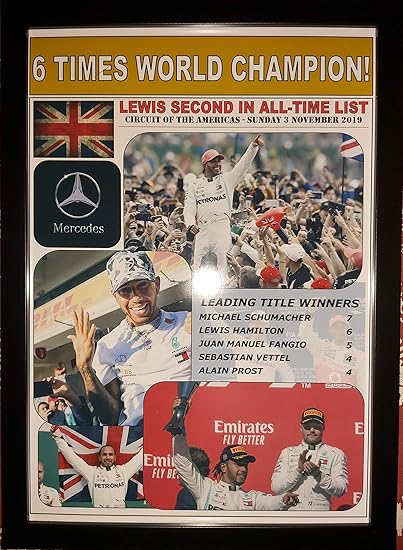 6 TIMES WORLD CHAMPION!
LEWIS SECOND IN ALL-TIME LIST
CIRCUIT OF THE AMERICAS - SUNDAY 3 NOVEMBER 2019
Mercedes
PETRONAS
LEADING TITLE WINNERS
MICHAEL SCHUMACHER 7
LEWIS HAMILTON 6
JUAN MANUEL FANGIO 5
SEBASTIAN VETTEL 4
ALAIN PROST 4
Emirates
FLY BETTER
Emirates
FLY BETTER